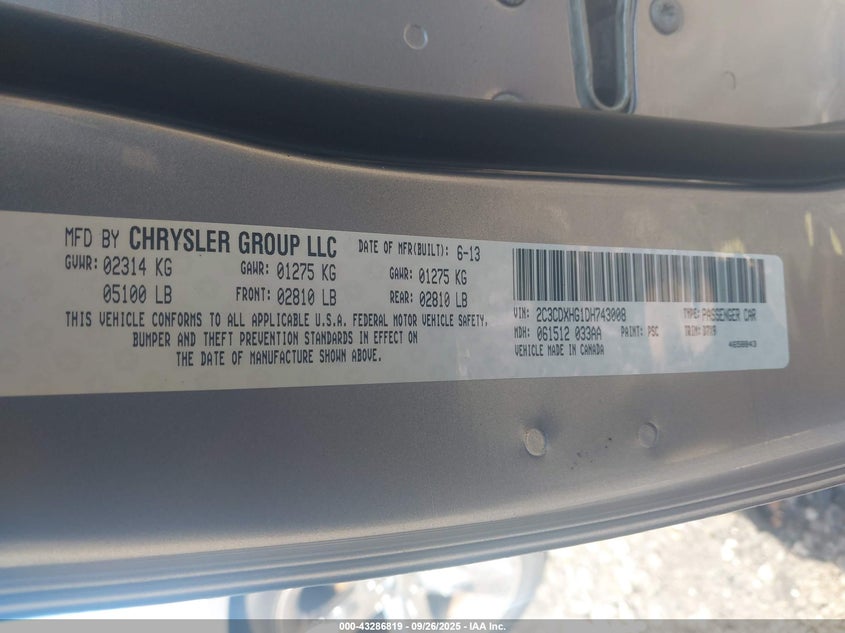 MFD BY CHRYSLER GROUP LLC DATE OF MFR(BUILT): 6-13
GVWR: 02314 KG GAWR: 01275 KG GAWR: 01275 KG
05100 LB FRONT: 02810 LB REAR: 02810 LB
THIS VEHICLE CONFORMS TO ALL APPLICABLE U.S.A. FEDERAL MOTOR VEHICLE SAFETY,
BUMPER AND THEFT PREVENTION STANDARDS IN EFFECT ON
THE DATE OF MANUFACTURE SHOWN ABOVE.
VIN: 2C3CDXHG1DH743008 TYPE: PASSENGER CAR
MDH: 061512 033AA PAINT: PSC TRIM: D7X9
VEHICLE MADE IN CANADA 4658843
000-43286819 - 09/26/2025 - IAA Inc.